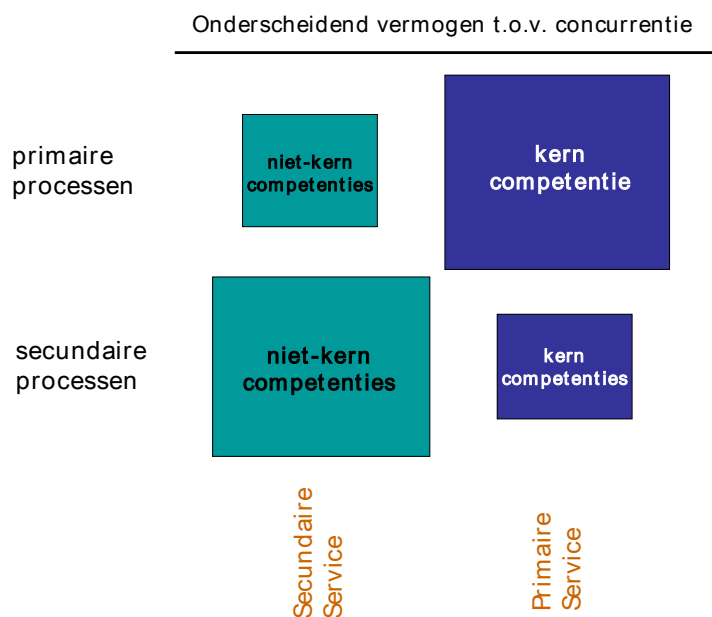 Onderscheidend vermogen t.o.v. concurrentie
primaire
processen
niet-kern
competenties
kern
competentie
secundaire
processen
niet-kern
competenties
kern
competenties
Secundaire
Service
Primaire
Service